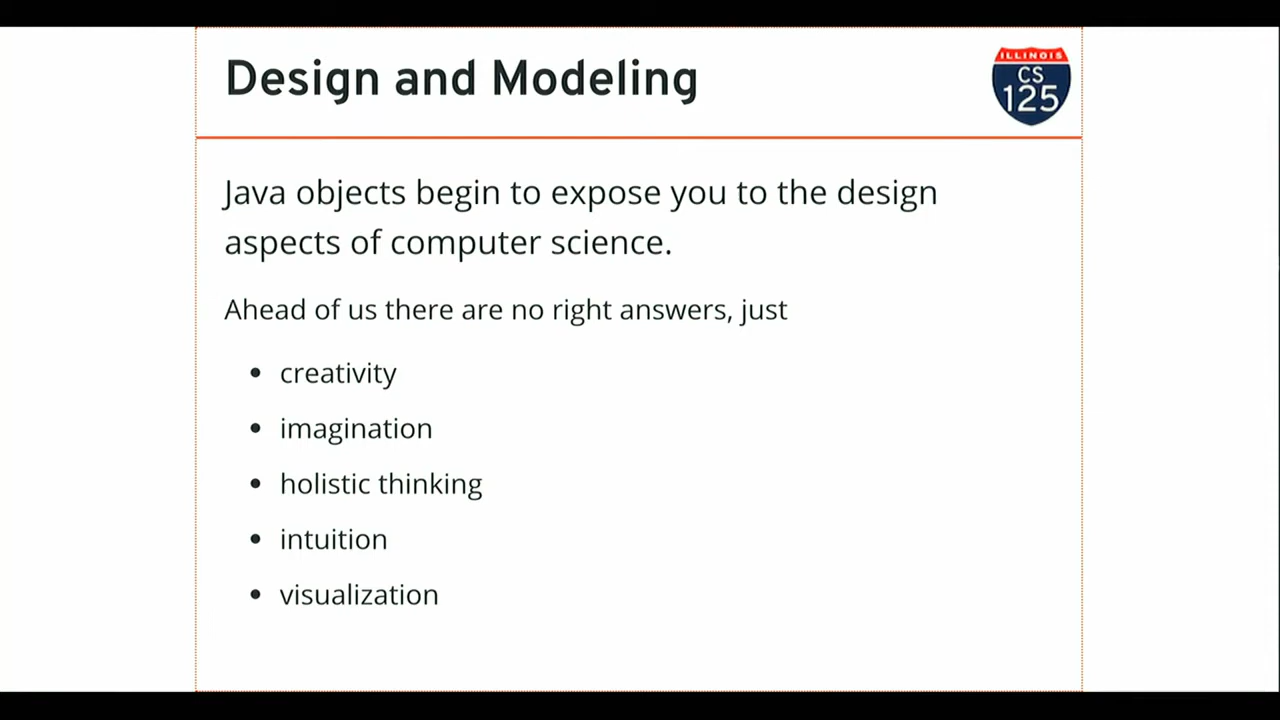 Design and Modeling
ILLINOIS
CS
125
Java objects begin to expose you to the design
aspects of computer science.
Ahead of us there are no right answers, just
• creativity
• imagination
• holistic thinking
• intuition
• visualization